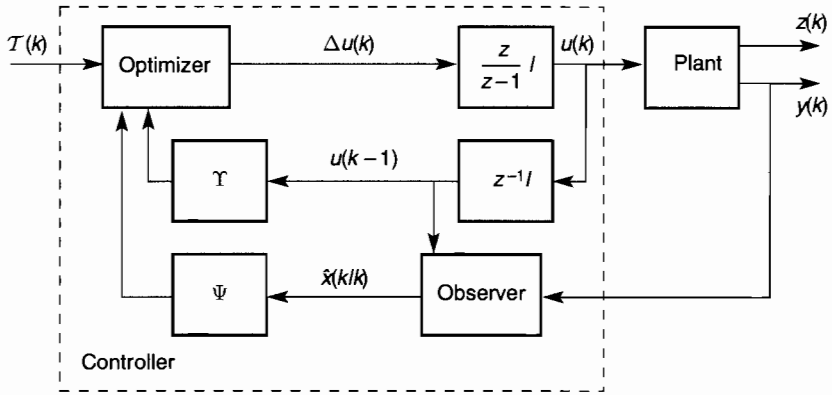 𝒯(k)
Optimizer
Δu(k)
z
z−1
I
u(k)
Plant
z(k)
y(k)
ϒ
u(k−1)
z⁻¹I
Ψ
x̂(k/k)
Observer
Controller